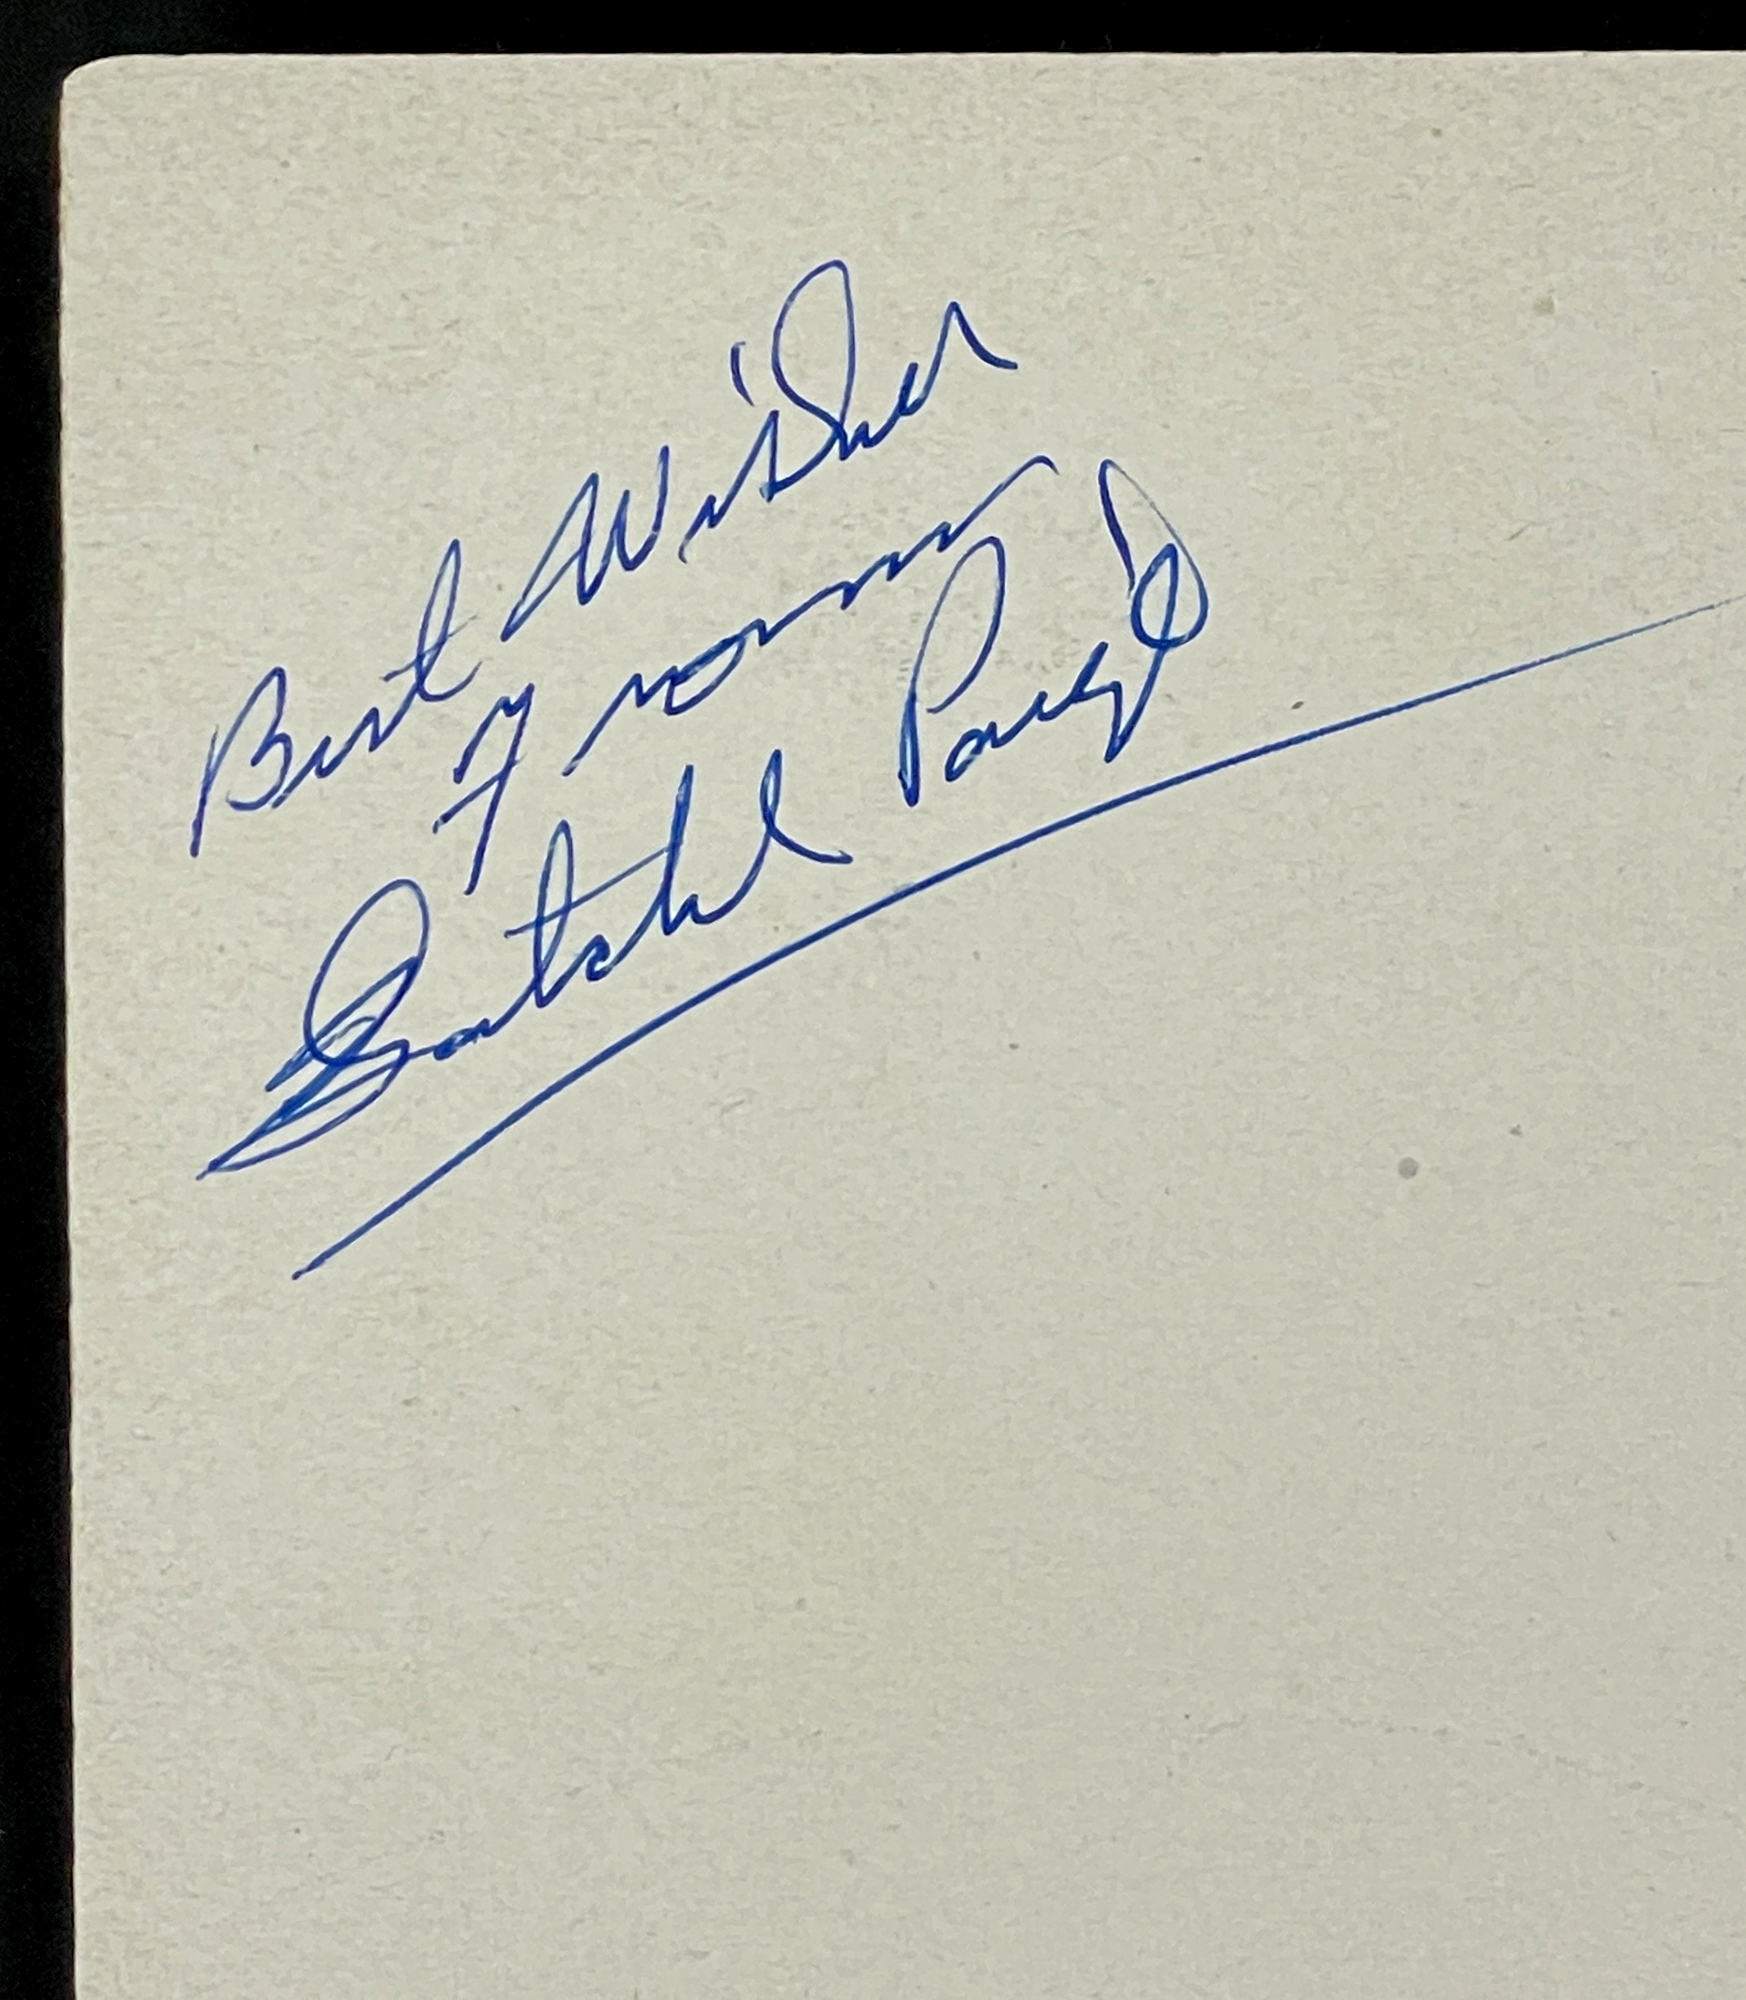 Best Wishes
From
Satchel Paige